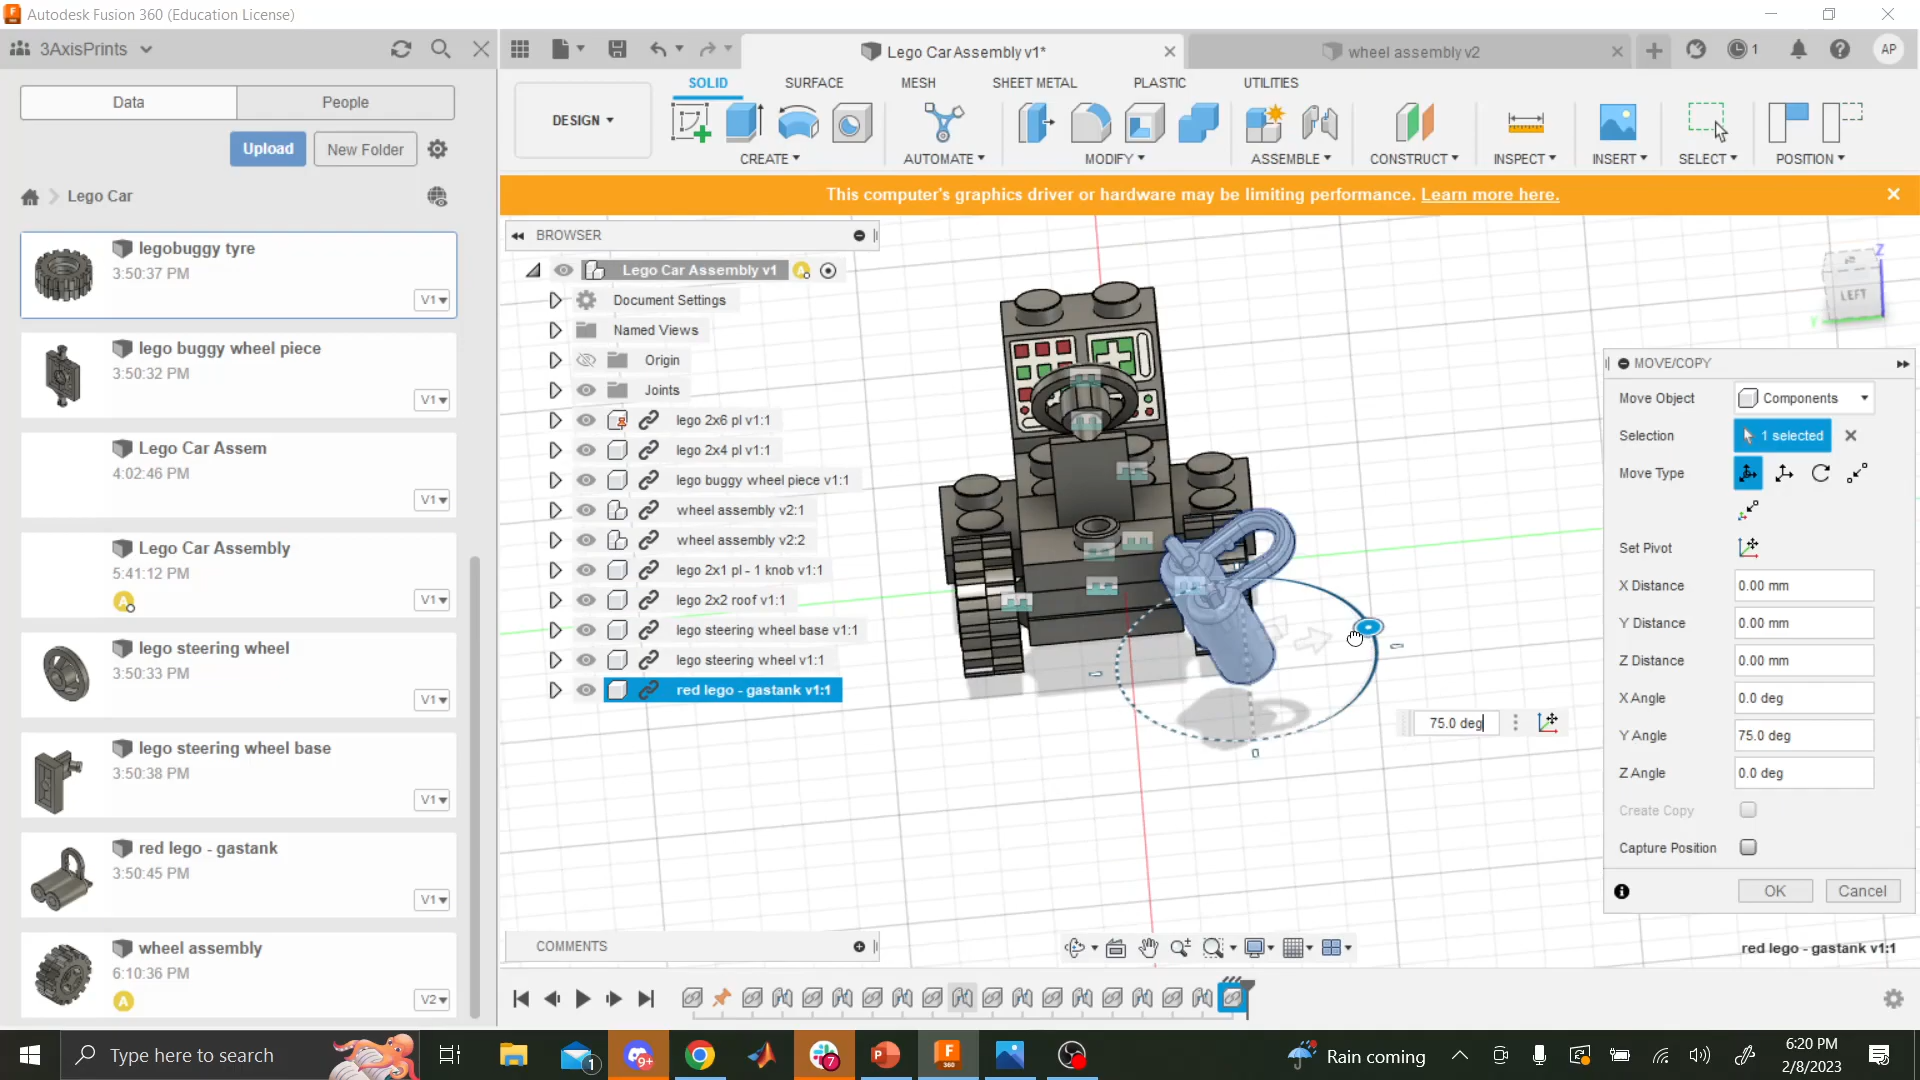 Autodesk Fusion 360 (Education License)
3AxisPrints
Lego Car Assembly v1*
wheel assembly v2
1
AP
Data
People
Upload
New Folder
Lego Car
legobuggy tyre
3:50:37 PM
V1
lego buggy wheel piece
3:50:32 PM
V1
Lego Car Assem
4:02:46 PM
V1
Lego Car Assembly
5:41:12 PM
A
V1
lego steering wheel
3:50:33 PM
V1
lego steering wheel base
3:50:38 PM
V1
red lego - gastank
3:50:45 PM
V1
wheel assembly
6:10:36 PM
A
V2
DESIGN
SOLID
SURFACE
MESH
SHEET METAL
PLASTIC
UTILITIES
CREATE
AUTOMATE
MODIFY
ASSEMBLE
CONSTRUCT
INSPECT
INSERT
SELECT
POSITION
This computer's graphics driver or hardware may be limiting performance. Learn more here.
BROWSER
Lego Car Assembly v1
Document Settings
Named Views
Origin
Joints
lego 2x6 pl v1:1
lego 2x4 pl v1:1
lego buggy wheel piece v1:1
wheel assembly v2:1
wheel assembly v2:2
lego 2x1 pl - 1 knob v1:1
lego 2x2 roof v1:1
lego steering wheel base v1:1
lego steering wheel v1:1
red lego - gastank v1:1
LEFT
Z
Y
75.0 deg
MOVE/COPY
Move Object
Components
Selection
1 selected
Move Type
Set Pivot
X Distance
0.00 mm
Y Distance
0.00 mm
Z Distance
0.00 mm
X Angle
0.0 deg
Y Angle
75.0 deg
Z Angle
0.0 deg
Create Copy
Capture Position
OK
Cancel
COMMENTS
red lego - gastank v1:1
Type here to search
1
9+
7
360
Rain coming
6:20 PM
2/8/2023